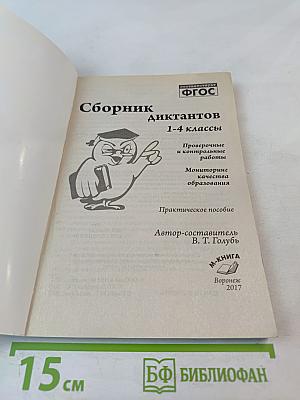 ФГОС
Сборник
диктантов
1-4 классы
Проверочные
и контрольные
работы
Мониторинг
качества
образования
Практическое пособие
Автор-составитель
В. Т. Голубь
М-КНИГА
Воронеж
2017
15 см
БФ БИБЛИОФАН